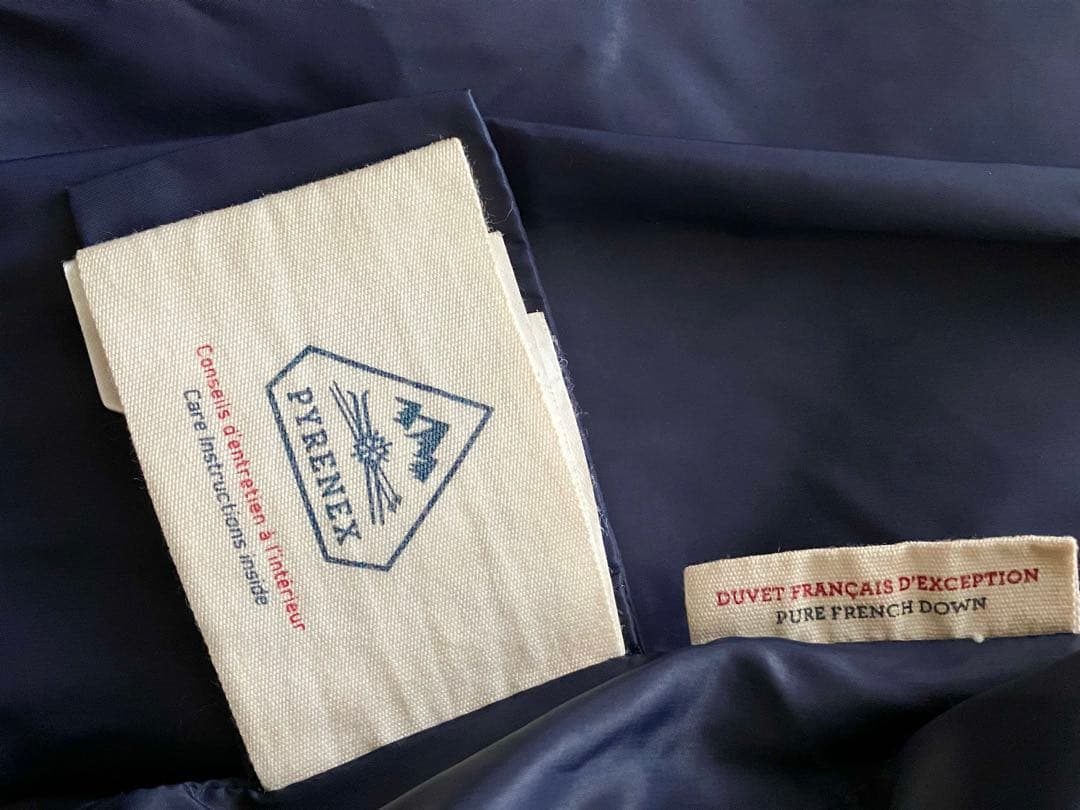 PYRENEX
Conseils d'entretien à l'intérieur
Care Instructions inside
DUVET FRANÇAIS D'EXCEPTION
PURE FRENCH DOWN